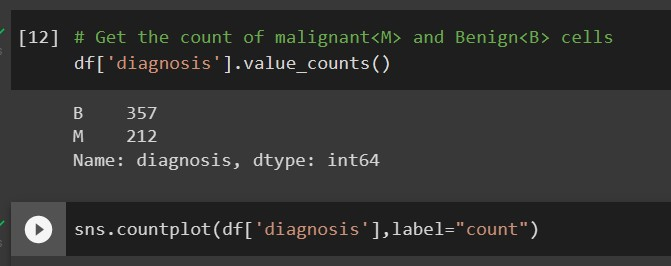 [12] # Get the count of malignant<M> and Benign<B> cells
df['diagnosis'].value_counts()
B 357
M 212
Name: diagnosis, dtype: int64
sns.countplot(df['diagnosis'],label="count")